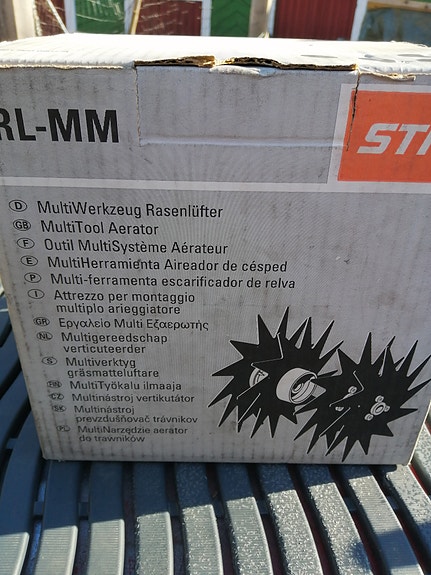 RL-MM
STI
D MultiWerkzeug Rasenlüfter
GB MultiTool Aerator
F Outil MultiSystème Aérateur
E MultiHerramienta Aireador de césped
P Multi-ferramenta escarificador de relva
I Attrezzo per montaggio
multiplo arieggiatore
GR Εργαλείο Multi Εξαερωτής
NL Multigereedschap
verticuteerder
S Multiverktyg
gräsmatteluftare
FIN MultiTyökalu ilmaaja
CZ Multinástroj vertikutátor
SK Multinástroj
prevzdušňovač trávnikov
PL MultiNarzędzie aerator
do trawników